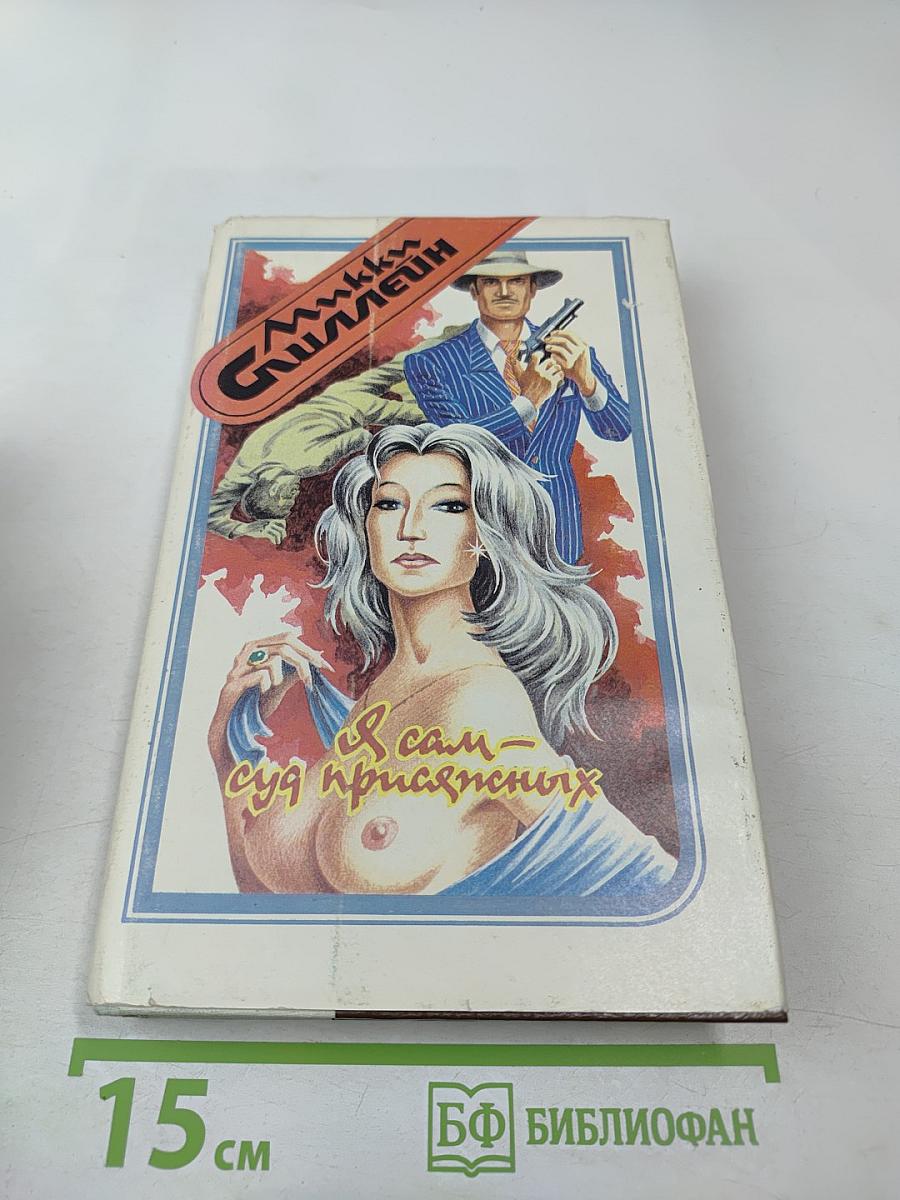 Микки
Спиллейн
Я сам —
суд присяжных
15 см
БФ БИБЛИОФАН